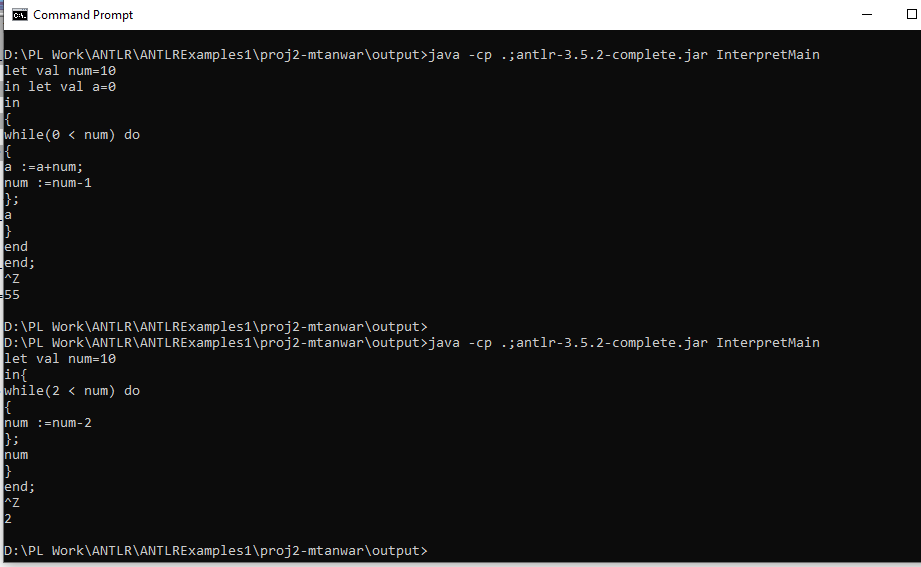 Command Prompt
D:\PL Work\ANTLR\ANTLRExamples1\proj2-mtanwar\output>java -cp .;antlr-3.5.2-complete.jar InterpretMain
let val num=10
in let val a=0
in
{
while(0 < num) do
{
a :=a+num;
num :=num-1
};
a
}
end
end;
^Z
55
D:\PL Work\ANTLR\ANTLRExamples1\proj2-mtanwar\output>
D:\PL Work\ANTLR\ANTLRExamples1\proj2-mtanwar\output>java -cp .;antlr-3.5.2-complete.jar InterpretMain
let val num=10
in{
while(2 < num) do
{
num :=num-2
};
num
}
end;
^Z
2
D:\PL Work\ANTLR\ANTLRExamples1\proj2-mtanwar\output>